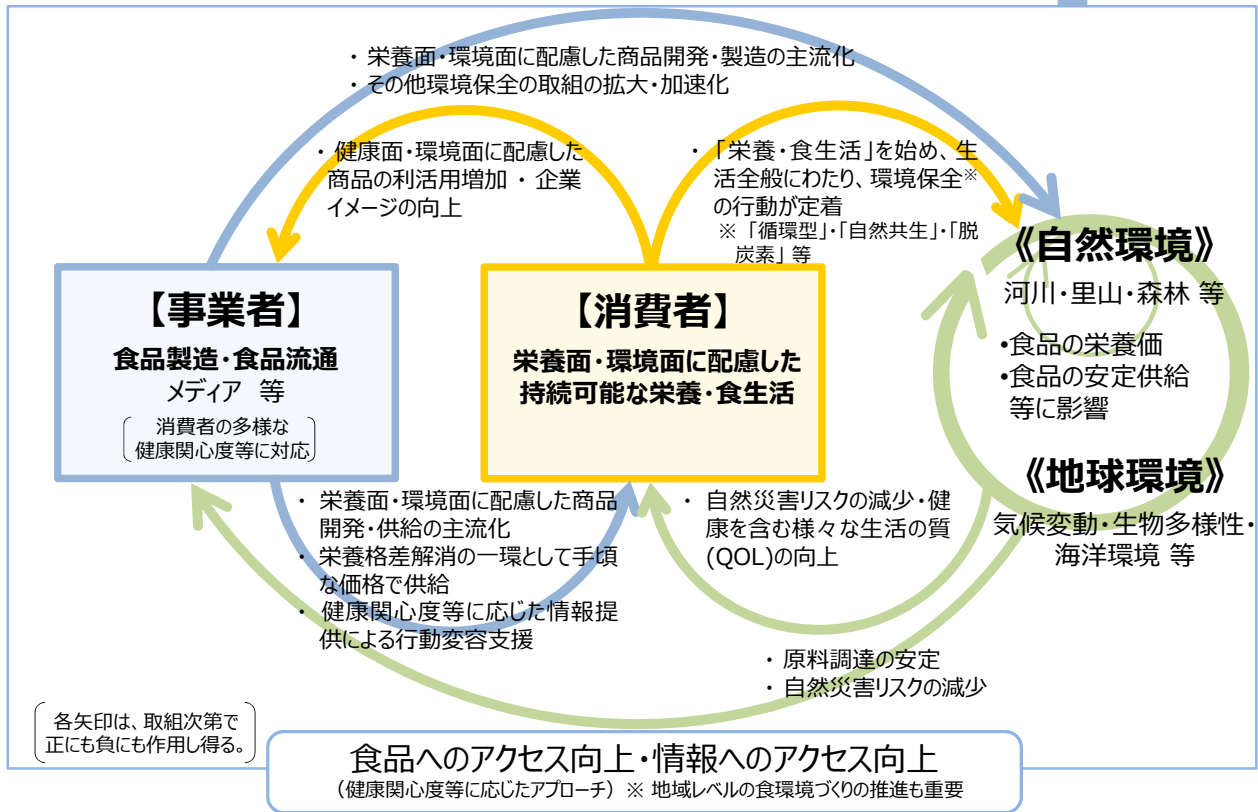 ・ 栄養面・環境面に配慮した商品開発・製造の主流化
・ その他環境保全の取組の拡大・加速化
・ 健康面・環境面に配慮した
商品の利活用増加 ・ 企業
イメージの向上
・ 「栄養・食生活」を始め、生
活全般にわたり、環境保全※
の行動が定着
※ 「循環型」・「自然共生」・「脱
炭素」 等
【事業者】
食品製造・食品流通
メディア 等
消費者の多様な
健康関心度等に対応
【消費者】
栄養面・環境面に配慮した
持続可能な栄養・食生活
《自然環境》
河川・里山・森林 等
•食品の栄養価
•食品の安定供給
等に影響
《地球環境》
気候変動・生物多様性・
海洋環境 等
・ 栄養面・環境面に配慮した商品
開発・供給の主流化
・ 栄養格差解消の一環として手頃
な価格で供給
・ 健康関心度等に応じた情報提
供による行動変容支援
・ 自然災害リスクの減少・健
康を含む様々な生活の質
(QOL)の向上
・ 原料調達の安定
・ 自然災害リスクの減少
各矢印は、取組次第で
正にも負にも作用し得る。
食品へのアクセス向上・情報へのアクセス向上
（健康関心度等に応じたアプローチ） ※ 地域レベルの食環境づくりの推進も重要